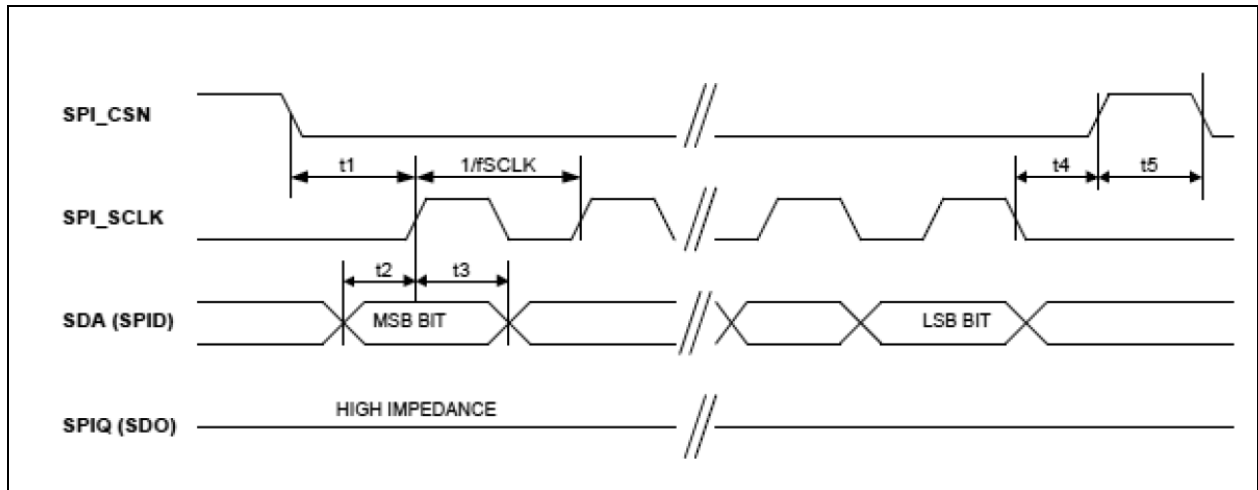 SPI_CSN
t1
1/fSCLK
t4
t5
SPI_SCLK
t2
t3
SDA (SPID)
MSB BIT
LSB BIT
HIGH IMPEDANCE
SPIQ (SDO)